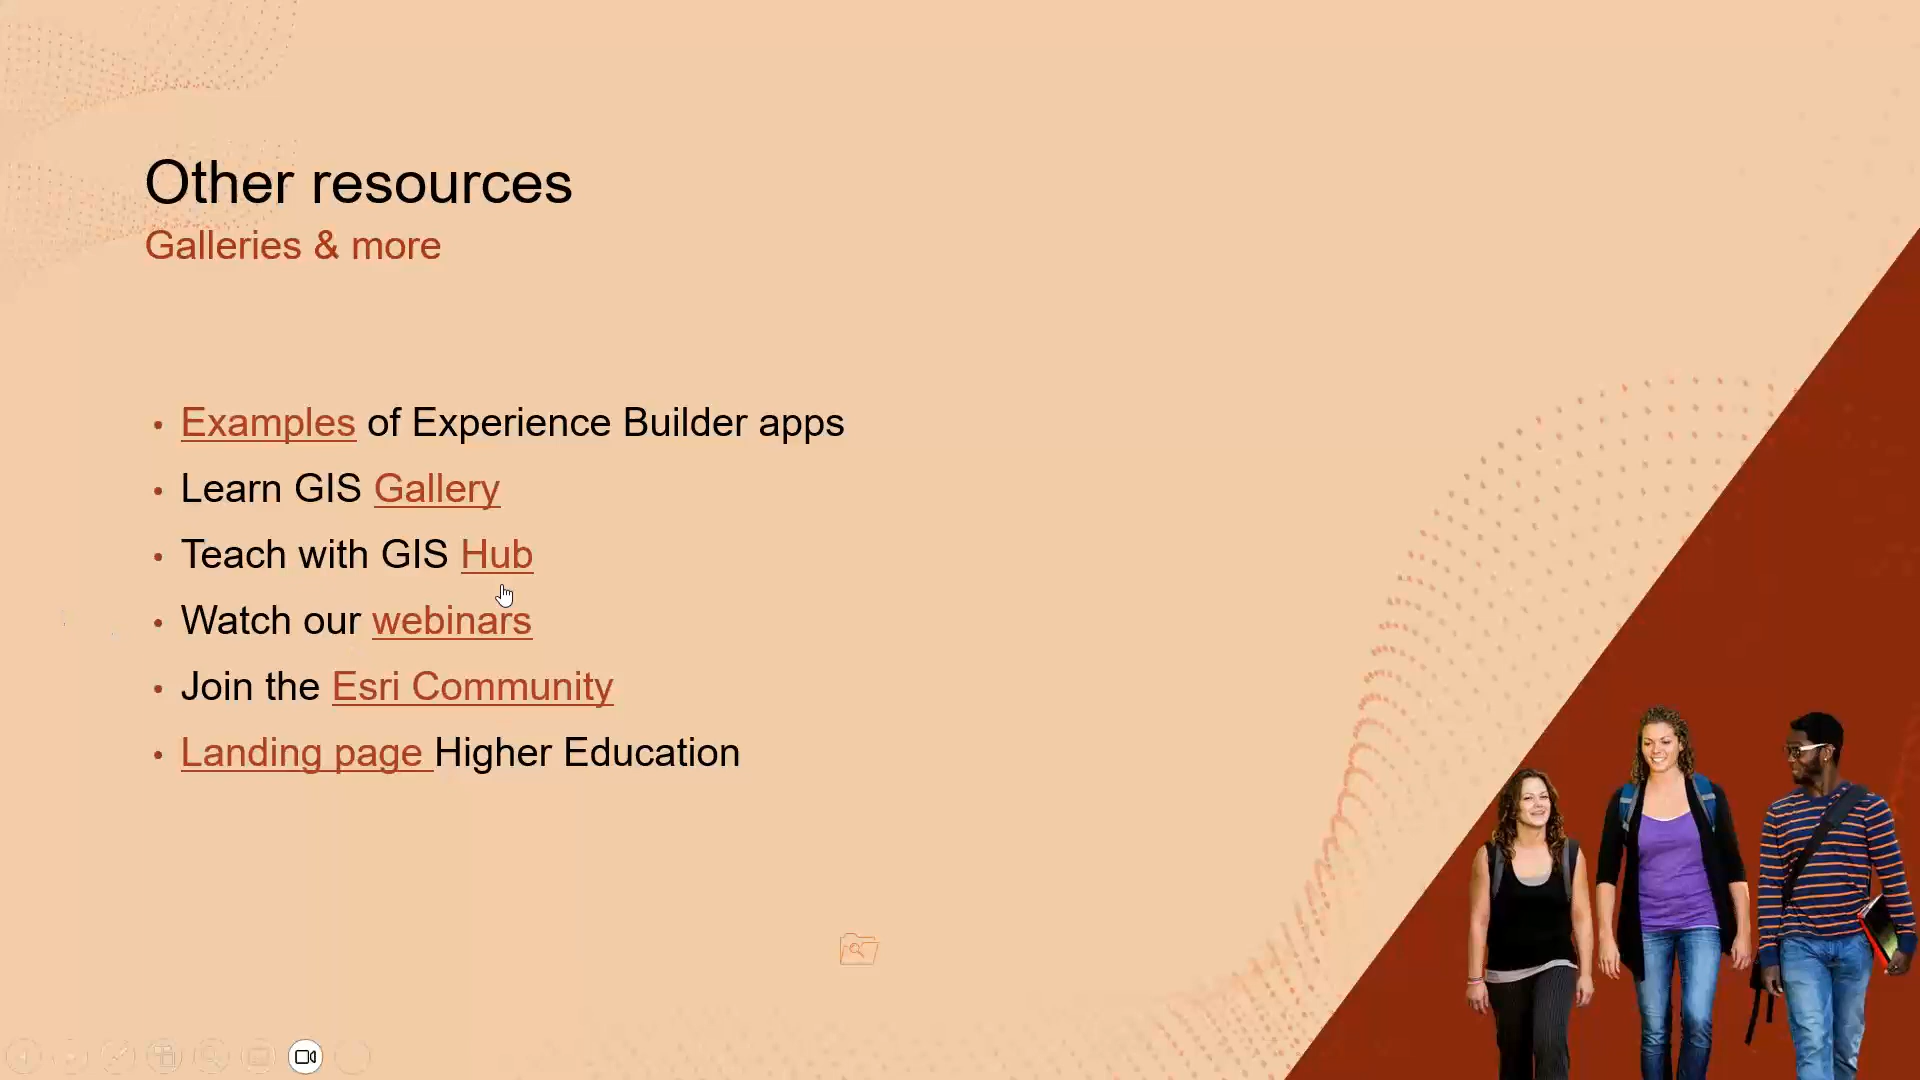 Other resources
Galleries & more
• Examples of Experience Builder apps
• Learn GIS Gallery
• Teach with GIS Hub
• Watch our webinars
• Join the Esri Community
• Landing page Higher Education